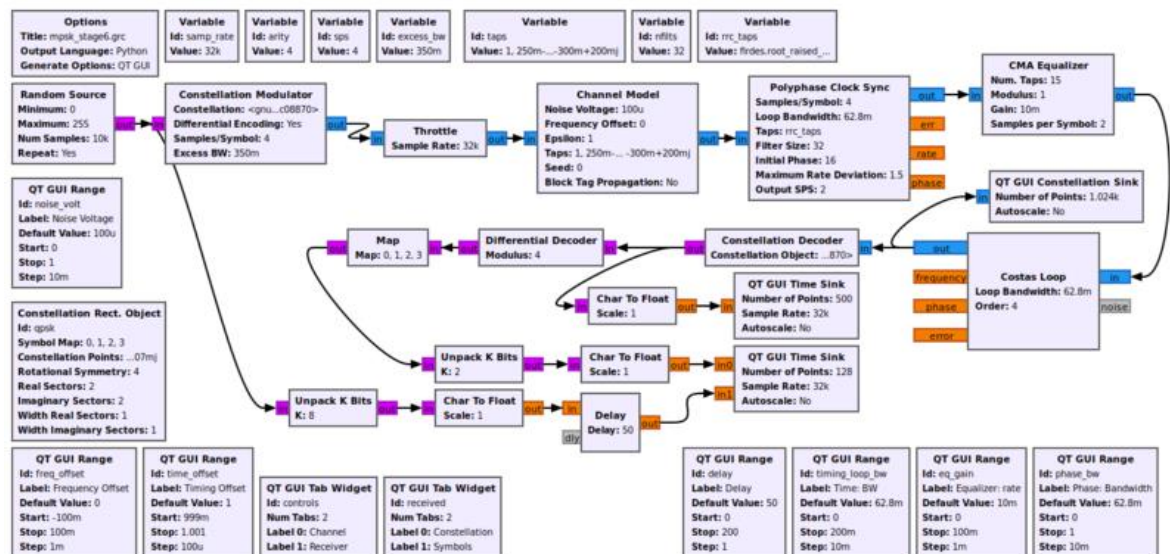 Options
Title: mpsk_stage6.grc
Output Language: Python
Generate Options: QT GUI
Variable
Id: samp_rate
Value: 32k
Variable
Id: arity
Value: 4
Variable
Id: sps
Value: 4
Variable
Id: excess_bw
Value: 350m
Variable
Id: taps
Value: 1, 250m-...-300m+200mj
Variable
Id: nfilts
Value: 32
Variable
Id: rrc_taps
Value: firdes.root_raised_...
Random Source
Minimum: 0
Maximum: 255
Num Samples: 10k
Repeat: Yes
out
in
Constellation Modulator
Constellation: <gnu...c08870>
Differential Encoding: Yes
Samples/Symbol: 4
Excess BW: 350m
out
in
Throttle
Sample Rate: 32k
out
in
Channel Model
Noise Voltage: 100u
Frequency Offset: 0
Epsilon: 1
Taps: 1, 250m-... -300m+200mj
Seed: 0
Block Tag Propagation: No
out
in
Polyphase Clock Sync
Samples/Symbol: 4
Loop Bandwidth: 62.8m
Taps: rrc_taps
Filter Size: 32
Initial Phase: 16
Maximum Rate Deviation: 1.5
Output SPS: 2
out
err
rate
phase
in
CMA Equalizer
Num. Taps: 15
Modulus: 1
Gain: 10m
Samples per Symbol: 2
out
QT GUI Range
Id: noise_volt
Label: Noise Voltage
Default Value: 100u
Start: 0
Stop: 1
Step: 10m
in
QT GUI Constellation Sink
Number of Points: 1.024k
Autoscale: No
out
Map
Map: 0, 1, 2, 3
in
out
Differential Decoder
Modulus: 4
in
out
Constellation Decoder
Constellation Object: ...870>
in
out
frequency
phase
error
Costas Loop
Loop Bandwidth: 62.8m
Order: 4
in
noise
in
Char To Float
Scale: 1
out
in
QT GUI Time Sink
Number of Points: 500
Sample Rate: 32k
Autoscale: No
Constellation Rect. Object
Id: qpsk
Symbol Map: 0, 1, 2, 3
Constellation Points: ...07mj
Rotational Symmetry: 4
Real Sectors: 2
Imaginary Sectors: 2
Width Real Sectors: 1
Width Imaginary Sectors: 1
in
Unpack K Bits
K: 2
out
in
Char To Float
Scale: 1
out
in0
in1
QT GUI Time Sink
Number of Points: 128
Sample Rate: 32k
Autoscale: No
in
Unpack K Bits
K: 8
out
in
Char To Float
Scale: 1
out
in
dly
Delay
Delay: 50
out
QT GUI Range
Id: freq_offset
Label: Frequency Offset
Default Value: 0
Start: -100m
Stop: 100m
Step: 1m
QT GUI Range
Id: time_offset
Label: Timing Offset
Default Value: 1
Start: 999m
Stop: 1.001
Step: 100u
QT GUI Tab Widget
Id: controls
Num Tabs: 2
Label 0: Channel
Label 1: Receiver
QT GUI Tab Widget
Id: received
Num Tabs: 2
Label 0: Constellation
Label 1: Symbols
QT GUI Range
Id: delay
Label: Delay
Default Value: 50
Start: 0
Stop: 200
Step: 1
QT GUI Range
Id: timing_loop_bw
Label: Time: BW
Default Value: 62.8m
Start: 0
Stop: 200m
Step: 10m
QT GUI Range
Id: eq_gain
Label: Equalizer: rate
Default Value: 10m
Start: 0
Stop: 100m
Step: 1m
QT GUI Range
Id: phase_bw
Label: Phase: Bandwidth
Default Value: 62.8m
Start: 0
Stop: 1
Step: 10m